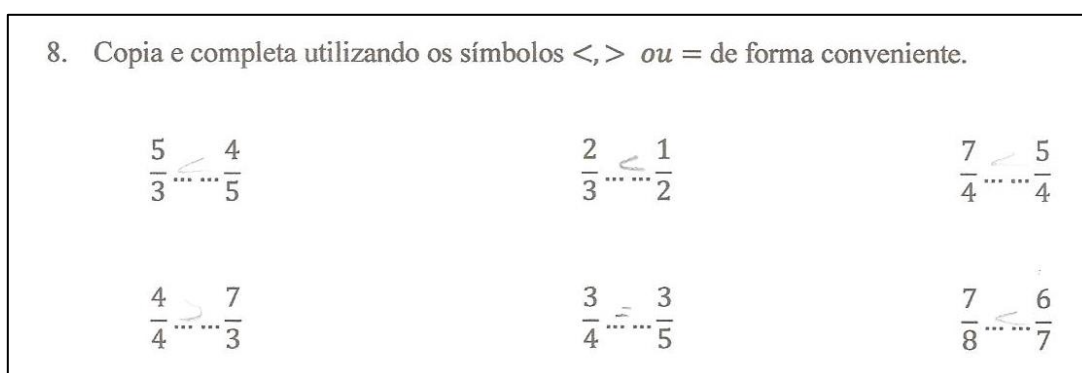 8. Copia e completa utilizando os símbolos <, > ou = de forma conveniente.
5/3 ...<... 4/5 2/3 ...<... 1/2 7/4 ...<... 5/4
4/4 ...>... 7/3 3/4 ...=... 3/5 7/8 ...<... 6/7